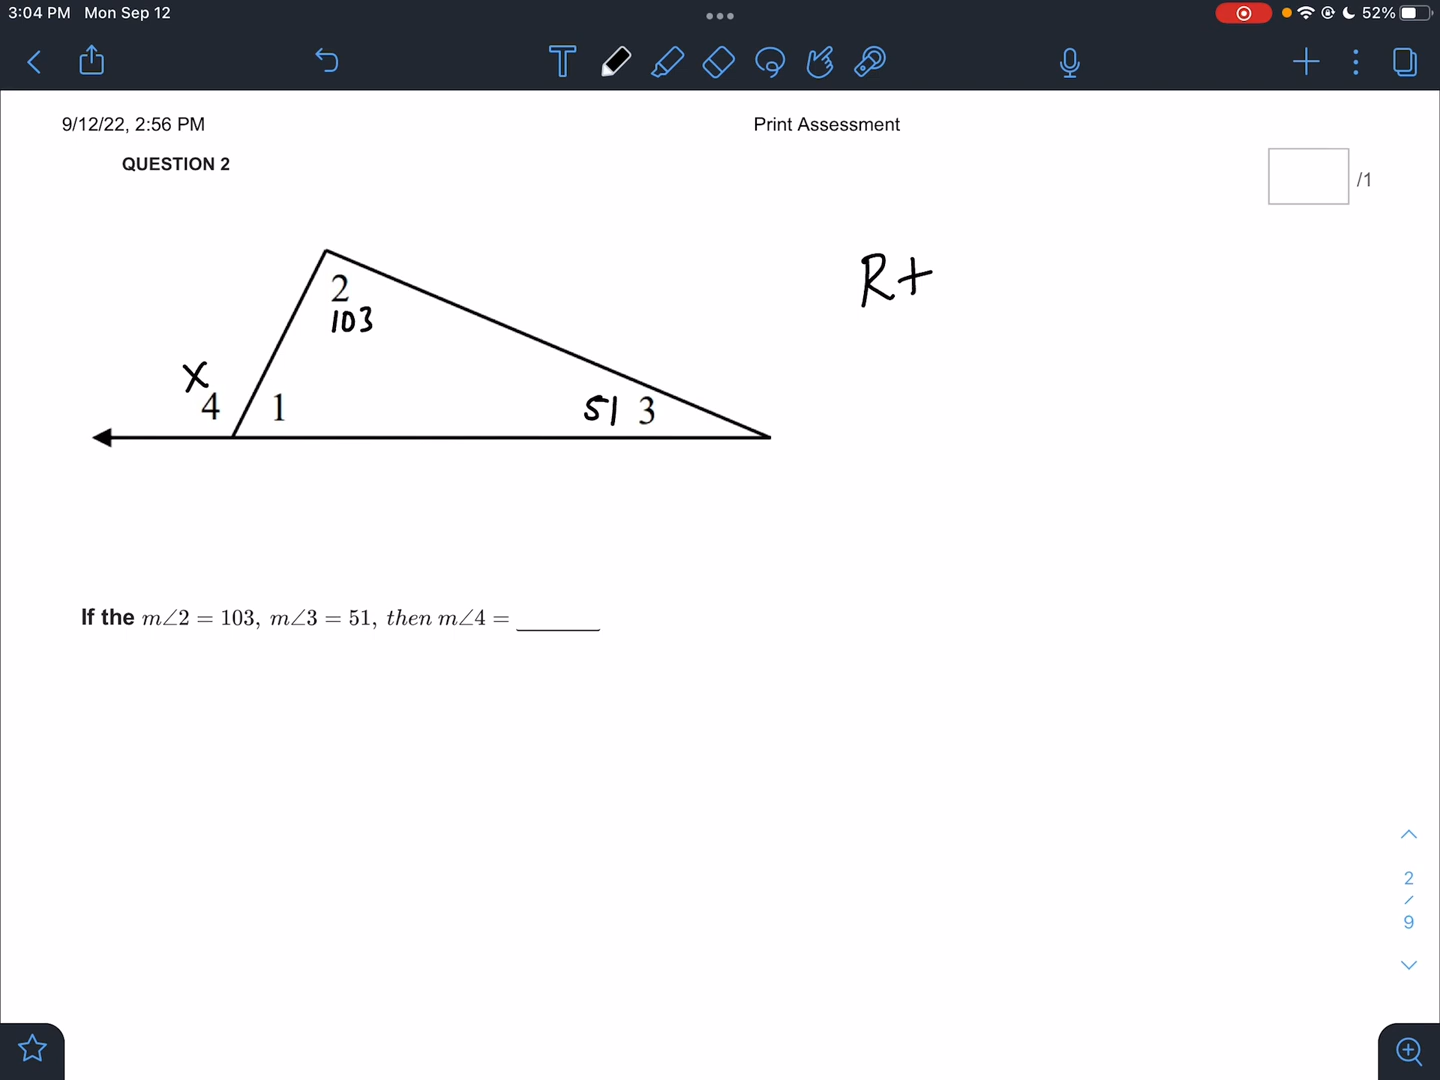 3:04 PM Mon Sep 12
52%
9/12/22, 2:56 PM
Print Assessment
QUESTION 2
/1
2
103
R+
X
4
1
51 3
If the m∠2 = 103, m∠3 = 51, then m∠4 = ______
2
/
9